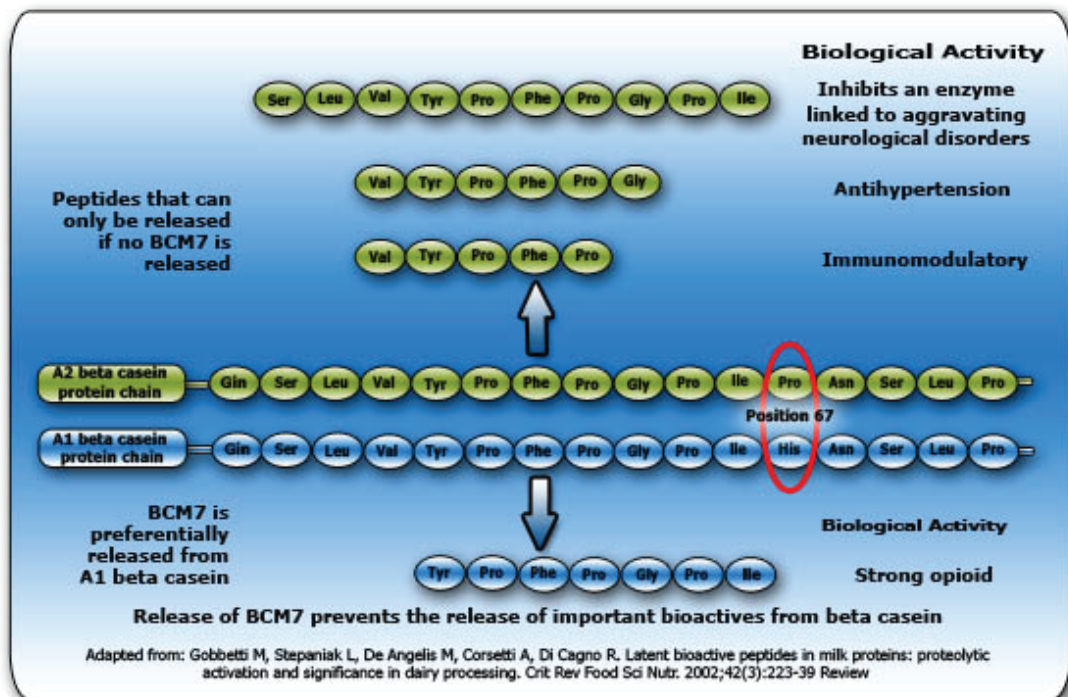 Biological Activity
Ser Leu Val Tyr Pro Phe Pro Gly Pro Ile
Inhibits an enzyme
linked to aggravating
neurological disorders
Peptides that can
only be released
if no BCM7 is
released
Val Tyr Pro Phe Pro Gly
Antihypertension
Val Tyr Pro Phe Pro
Immunomodulatory
A2 beta casein
protein chain
Gin Ser Leu Val Tyr Pro Phe Pro Gly Pro Ile Pro Asn Ser Leu Pro
Position 67
A1 beta casein
protein chain
Gin Ser Leu Val Tyr Pro Phe Pro Gly Pro Ile His Asn Ser Leu Pro
BCM7 is
preferentially
released from
A1 beta casein
Biological Activity
Tyr Pro Phe Pro Gly Pro Ile
Strong opioid
Release of BCM7 prevents the release of important bioactives from beta casein
Adapted from: Gobbetti M, Stepaniak L, De Angelis M, Corsetti A, Di Cagno R. Latent bioactive peptides in milk proteins: proteolytic
activation and significance in dairy processing. Crit Rev Food Sci Nutr. 2002;42(3):223-39 Review